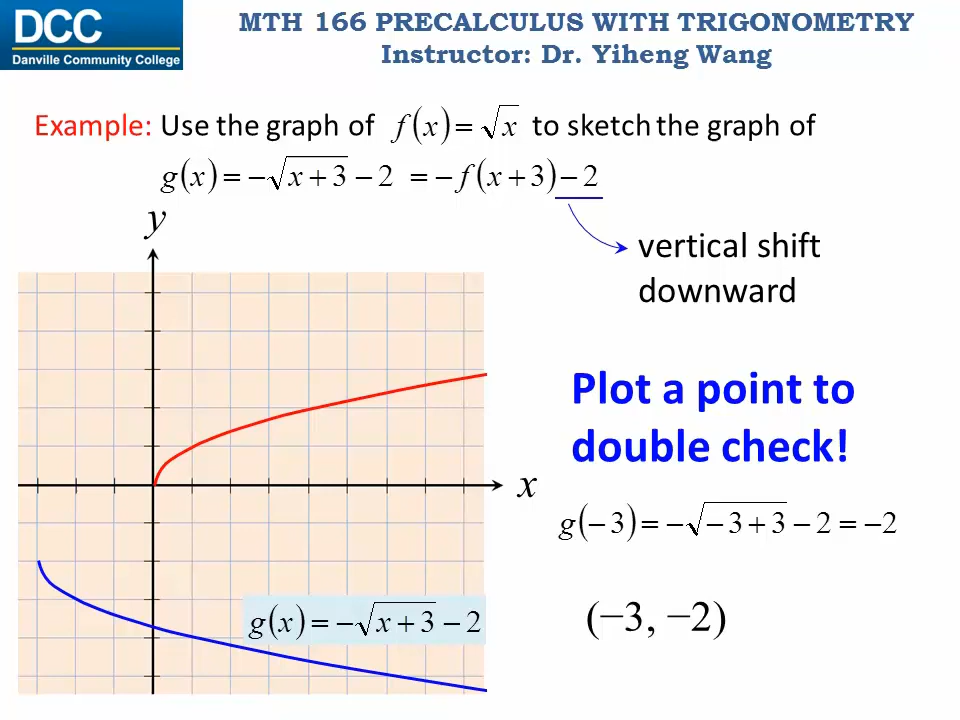 DCC
Danville Community College
MTH 166 PRECALCULUS WITH TRIGONOMETRY
Instructor: Dr. Yiheng Wang
Example: Use the graph of f(x) = √x to sketch the graph of
g(x) = −√(x + 3) − 2 = − f(x + 3) − 2
vertical shift
downward
y
x
Plot a point to
double check!
g(−3) = −√(−3 + 3) − 2 = −2
(−3, −2)
g(x) = −√(x + 3) − 2